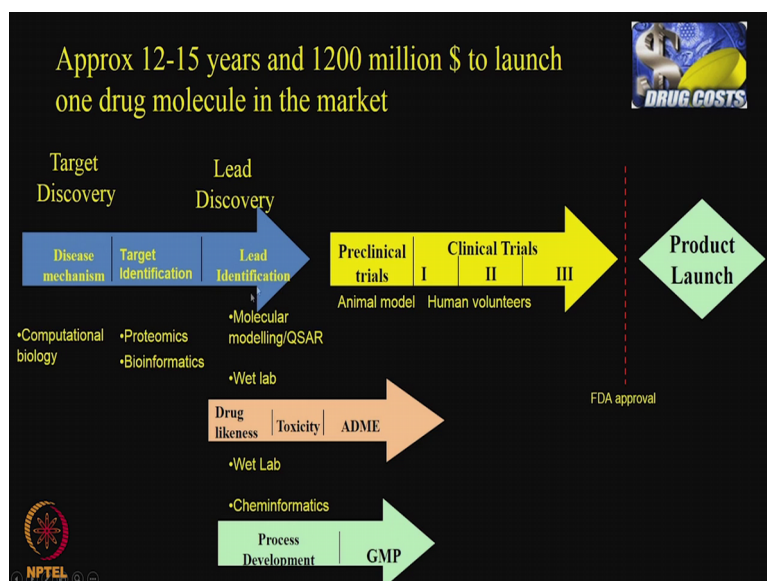 Approx 12-15 years and 1200 million $ to launch
one drug molecule in the market
DRUG COSTS
Target
Discovery
Lead
Discovery
Disease
mechanism
Target
Identification
Lead
Identification
Preclinical
trials
Clinical Trials
I
II
III
Product
Launch
Animal model
Human volunteers
•Computational
biology
•Proteomics
•Bioinformatics
•Molecular
modelling/QSAR
•Wet lab
FDA approval
Drug
likeness
Toxicity
ADME
•Wet Lab
•Cheminformatics
Process
Development
GMP
NPTEL